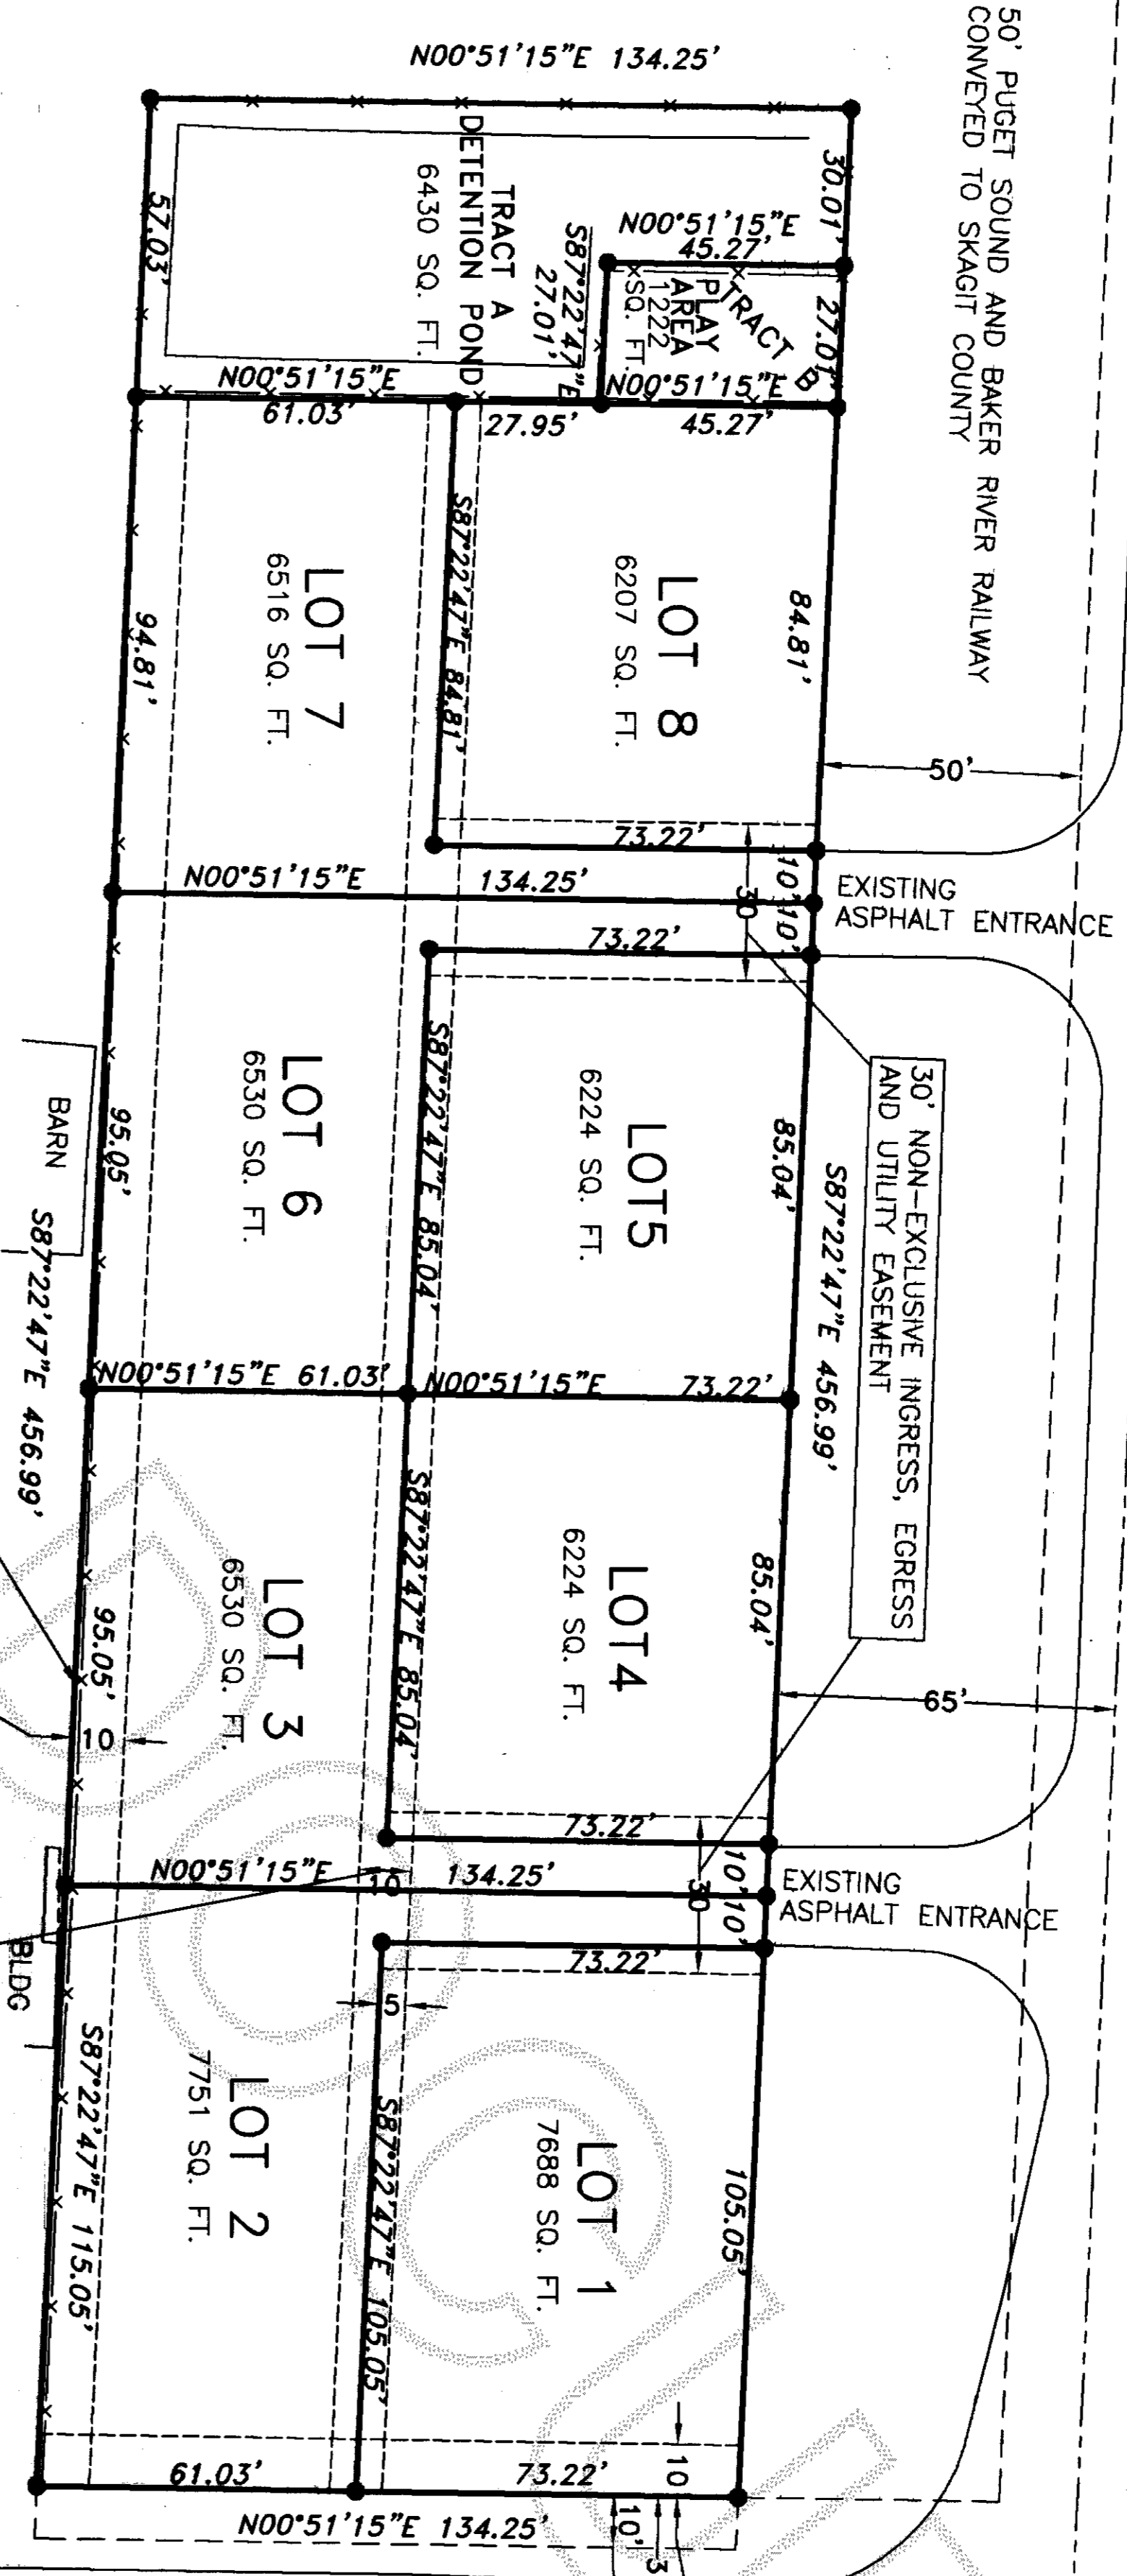 50' PUGET SOUND AND BAKER RIVER RAILWAY
CONVEYED TO SKAGIT COUNTY
N00°51'15"E 134.25'
30.01'
27.01'
N00°51'15"E
45.27'
TRACT B
PLAY
AREA
1222
SQ. FT.
S87°22'47"E
27.01'
TRACT A
DETENTION POND
6430 SQ. FT.
57.03'
N00°51'15"E
61.03'
27.95'
N00°51'15"E
45.27'
84.81'
LOT 8
6207 SQ. FT.
S87°22'47"E 84.81'
LOT 7
6516 SQ. FT.
94.81'
50'
73.22'
10'
10'
30
EXISTING
ASPHALT ENTRANCE
N00°51'15"E 134.25'
73.22'
30' NON-EXCLUSIVE INGRESS, EGRESS
AND UTILITY EASEMENT
S87°22'47"E 456.99'
85.04'
LOT5
6224 SQ. FT.
S87°22'47"E 85.04'
LOT 6
6530 SQ. FT.
95.05'
BARN
S87°22'47"E 456.99'
N00°51'15"E 61.03'
N00°51'15"E 73.22'
85.04'
65'
LOT4
6224 SQ. FT.
S87°22'47"E 85.04'
LOT 3
6530 SQ. FT.
95.05'
10
73.22'
10'
10'
30
EXISTING
ASPHALT ENTRANCE
N00°51'15"E 134.25'
10
73.22'
5
BLDG
105.05'
LOT 1
7688 SQ. FT.
S87°22'47"E 105.05'
LOT 2
7751 SQ. FT.
S87°22'47"E 115.05'
10
61.03'
73.22'
N00°51'15"E 134.25'
10'
3